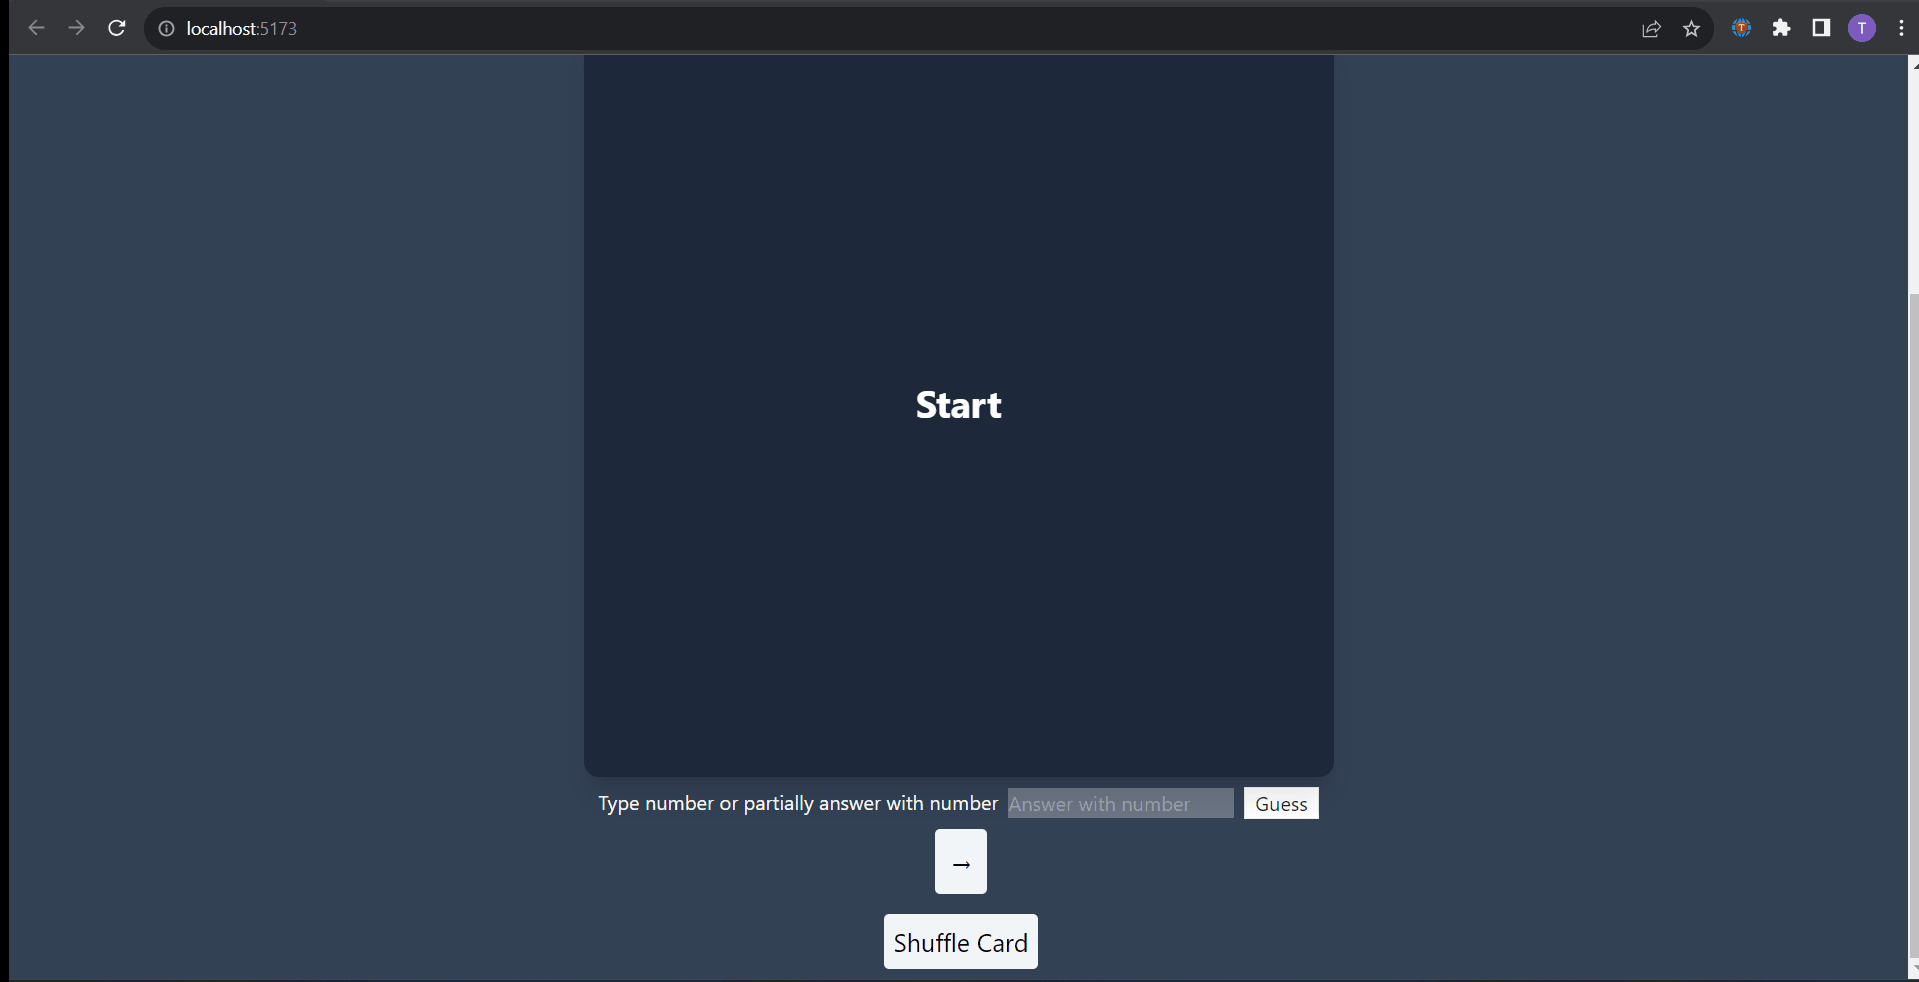 localhost:5173
T
T
Start
Type number or partially answer with number Answer with number Guess
→
Shuffle Card